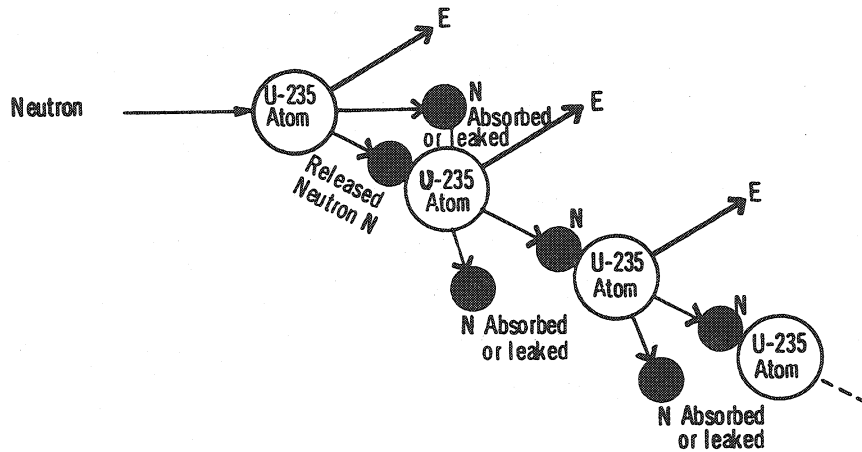 E
Neutron
U-235
Atom
N
Absorbed
or leaked
E
Released
Neutron N
U-235
Atom
N
E
N Absorbed
or leaked
U-235
Atom
N
U-235
Atom
N Absorbed
or leaked